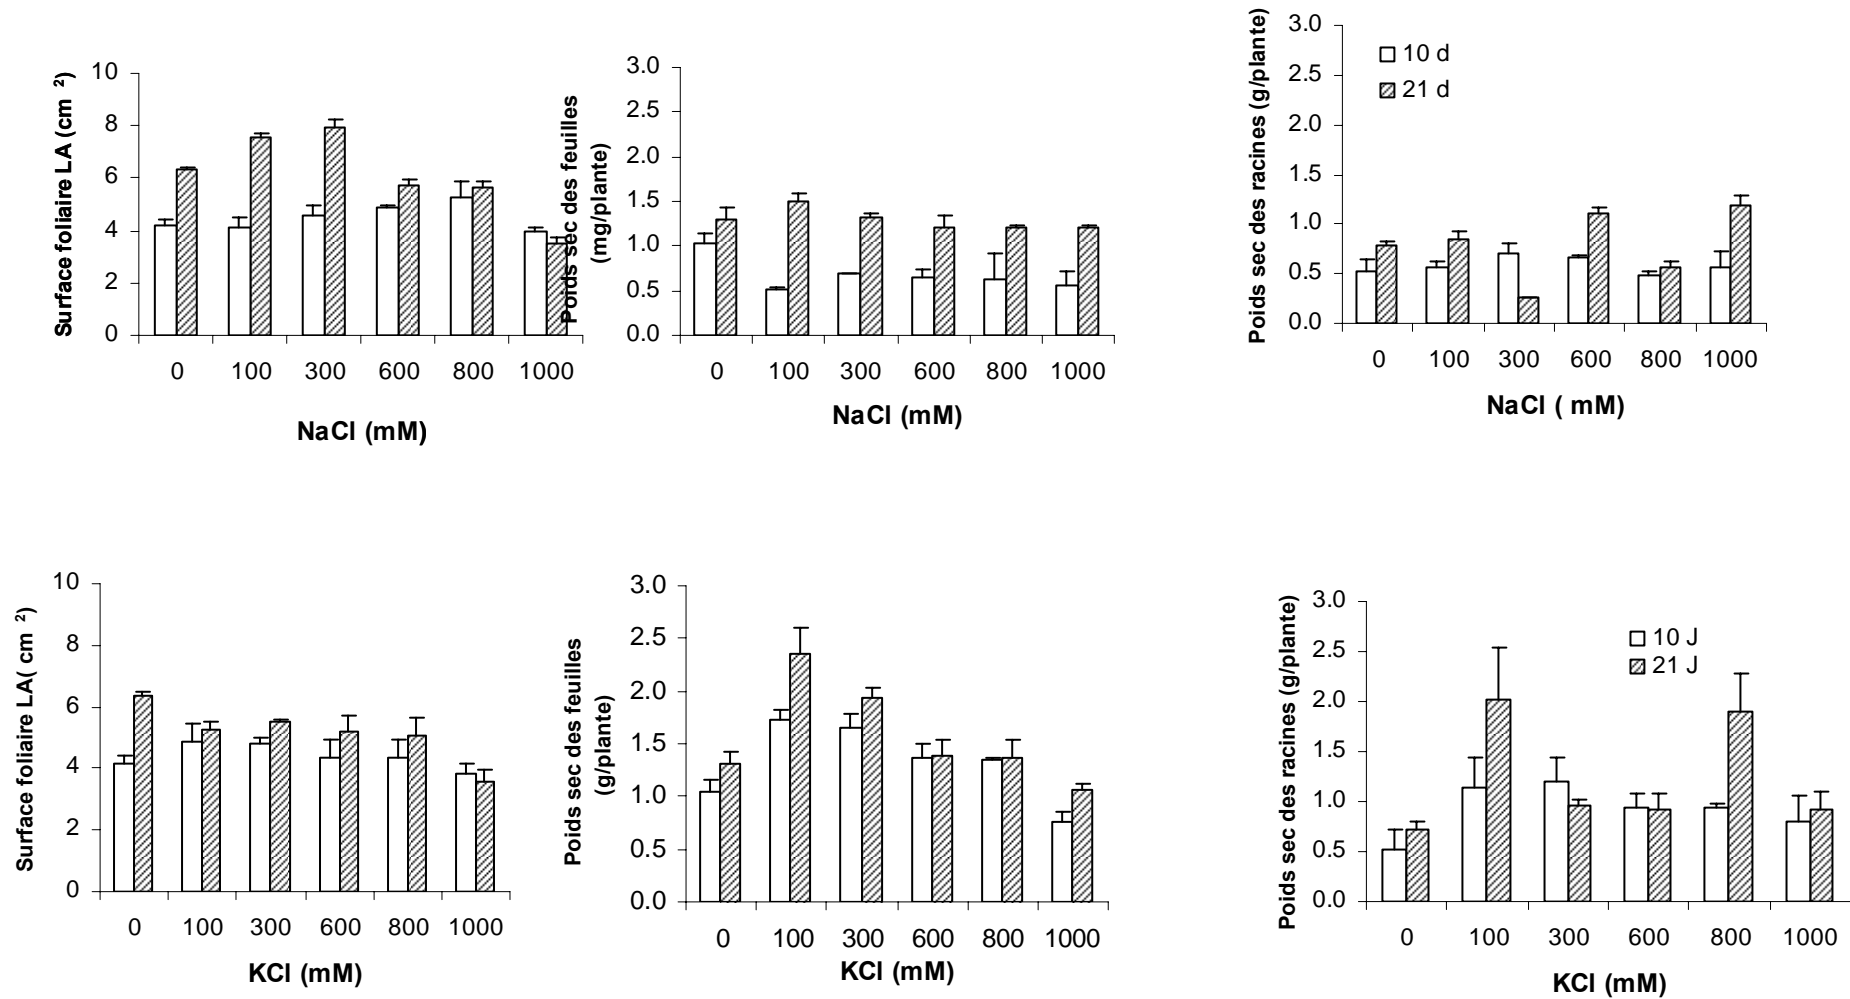 Surface foliaire LA (cm ²)
10
8
6
4
2
0
0 100 300 600 800 1000
NaCl (mM)
Poids sec des feuilles
(mg/plante)
3.0
2.5
2.0
1.5
1.0
0.5
0.0
0 100 300 600 800 1000
NaCl (mM)
Poids sec des racines (g/plante)
3.0
2.5
2.0
1.5
1.0
0.5
0.0
10 d
21 d
0 100 300 600 800 1000
NaCl ( mM)
Surface foliaire LA( cm ²)
10
8
6
4
2
0
0 100 300 600 800 1000
KCl (mM)
Poids sec des feuilles
(g/plante)
3.0
2.5
2.0
1.5
1.0
0.5
0.0
0 100 300 600 800 1000
KCl (mM)
Poids sec des racines (g/plante)
3.0
2.5
2.0
1.5
1.0
0.5
0.0
10 J
21 J
0 100 300 600 800 1000
KCl (mM)